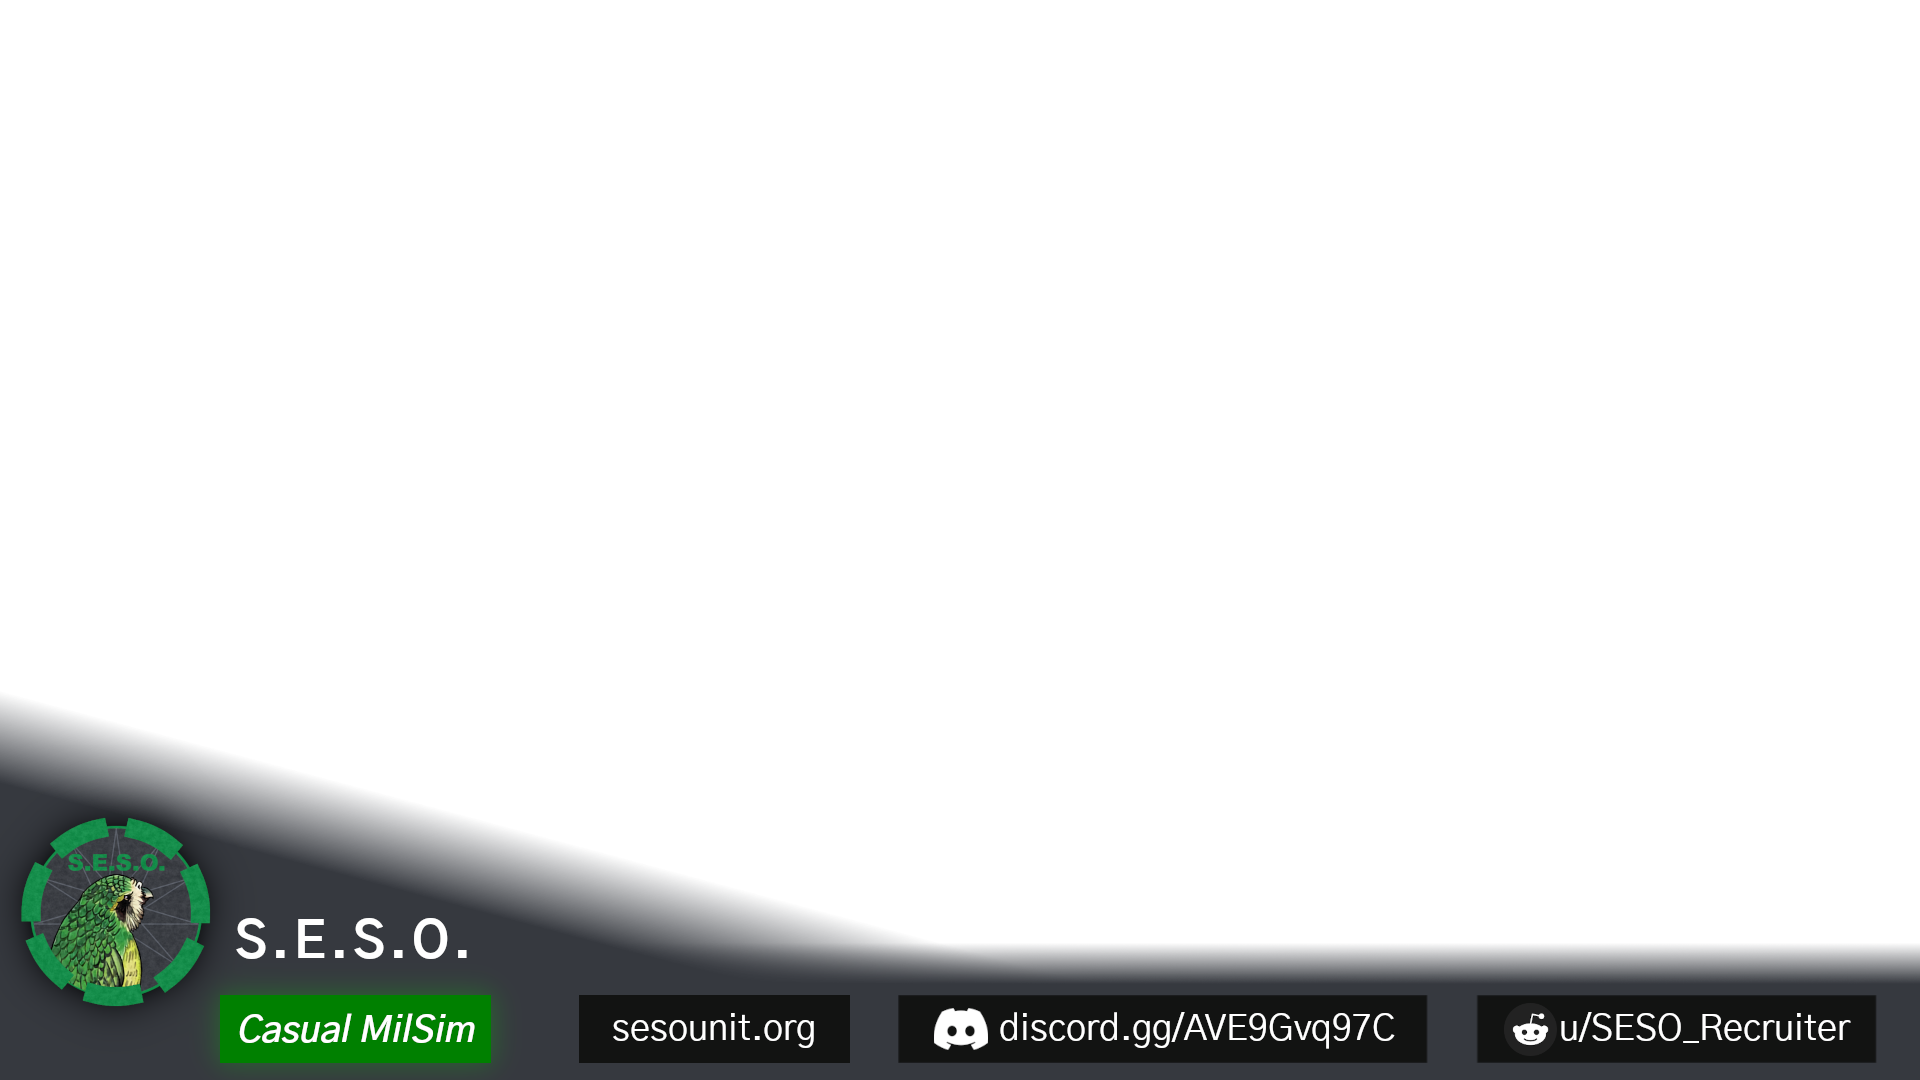 S.E.S.O.
S.E.S.O.
Casual MilSim
sesounit.org
discord.gg/AVE9Gvq97C
u/SESO_Recruiter